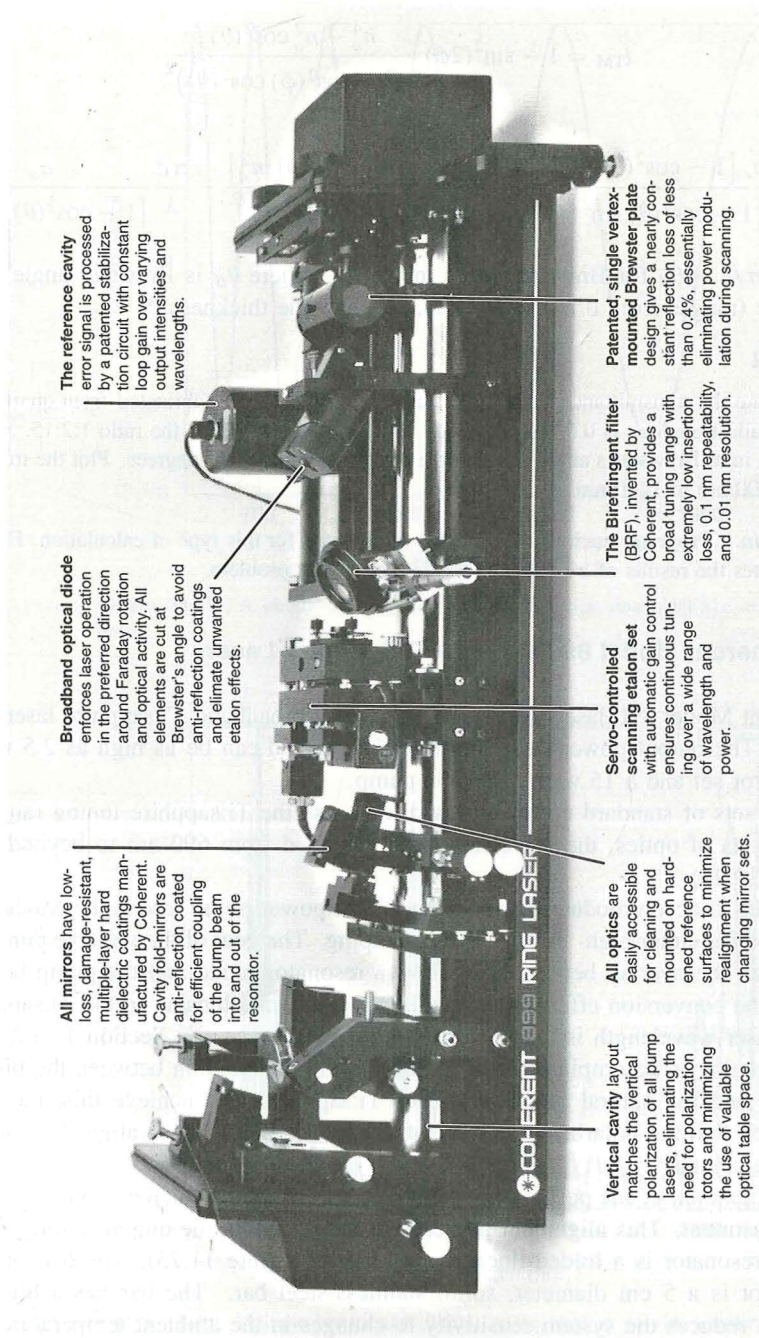 All mirrors have low-
loss, damage-resistant,
multiple-layer hard
dielectric coatings man-
ufactured by Coherent.
Cavity fold-mirrors are
anti-reflection coated
for rifficient coupling
of the pump beam
into and out of the
resonor.
Broadband optical diode
enforces laser operation
in the preferred direction
around Faraday rotation
and optical activity. All
elements are cut at
Brewster's angle to avoid
anti-reflection coatings
and elimate unwanted
etalon effects.
The reference cavity
error signal is processed
by a patented stabiliza-
tion circuit with constant
loop gain over varying
output intensities and
wavelengths.
COHERENT 899 RING LASER
Vertical cavity layout
matches the vertical
polarization of all pump
lasers, eliminating the
need for polarization
totors and minimizing
the use of valuable
optical table space.
All optics are
easily accessible
for cleaning and
mounted on hard-
ened reference
surfaces to minimize
realignment when
changing mirror sets.
Servo-controlled
scanning etalon set
with automatic gain control
ensures continuous tun-
ing over a wide range
of wavelength and
power.
The Birefriment filter
(BRF), invented by
Coherent, provides a
broad tuning range with
extremely low insertion
loss, 0.1 nm repeatability,
and 0.01 nm resolution
Patented, single vertex-
mounted Brewster plate
design gives a nearly con-
stant reflection loss of less
than 0.4%, essentially
eliminating power modu-
lation during scanning.